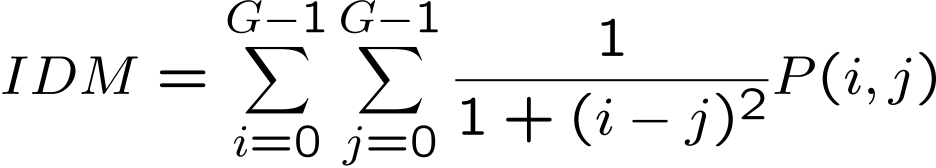 IDM = \sum_{i=0}^{G-1} \sum_{j=0}^{G-1} \frac{1}{1 + (i - j)^2} P(i, j)